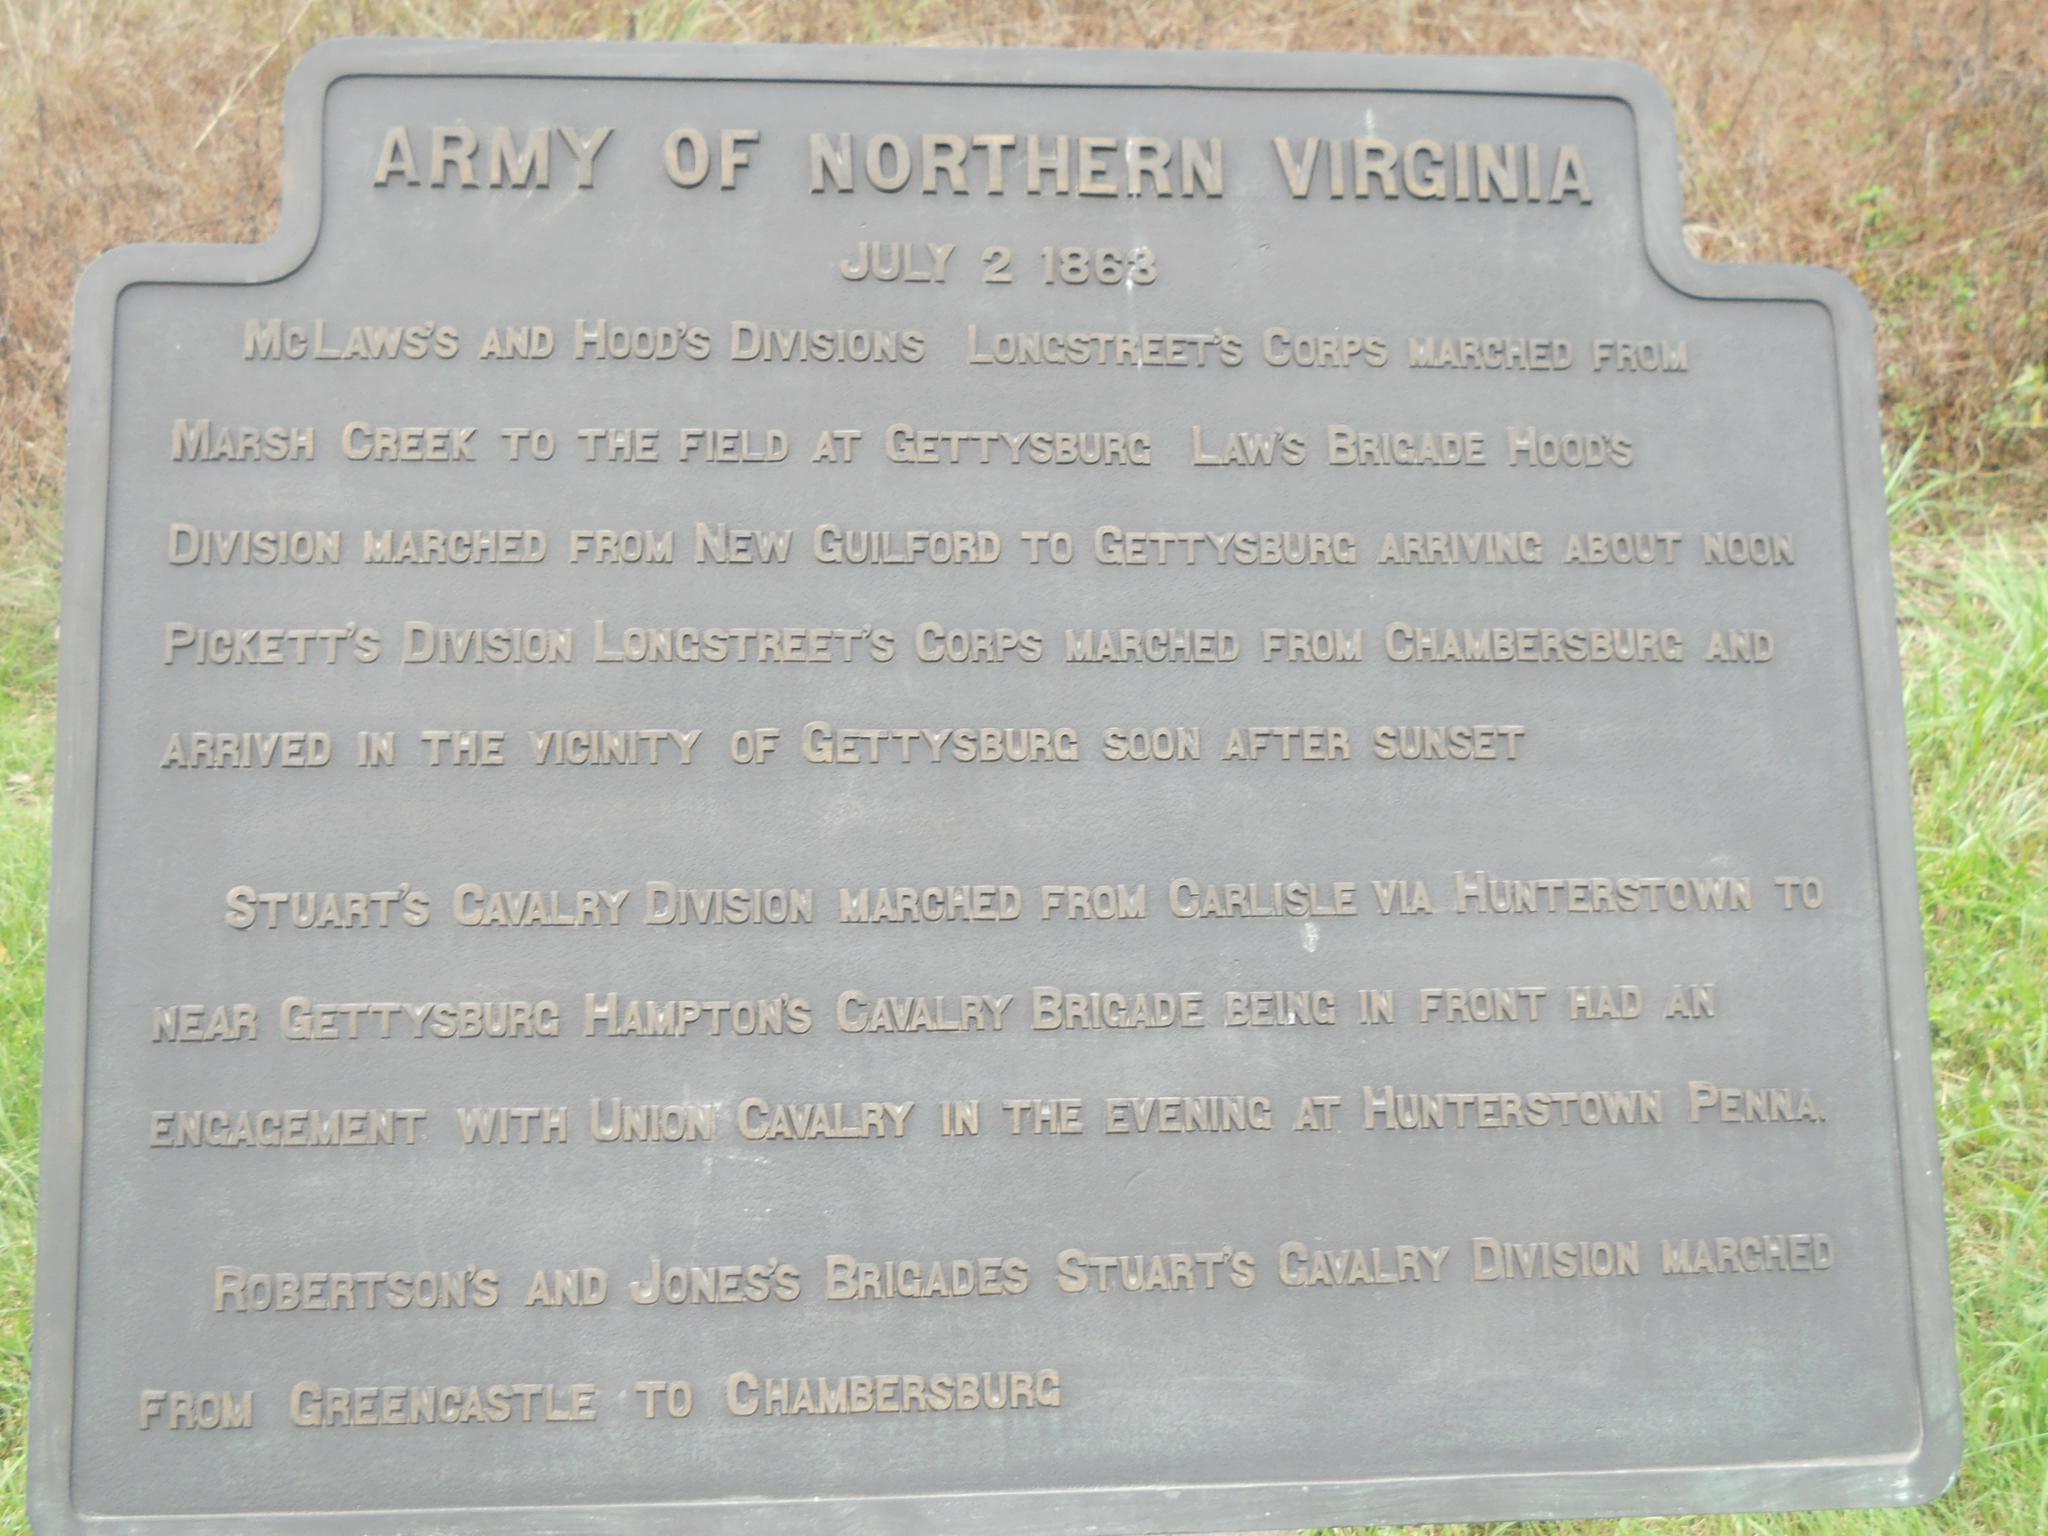 ARMY OF NORTHERN VIRGINIA
JULY 2 1863
McLaws's and Hood's Divisions Longstreet's Corps marched from
Marsh Creek to the field at Gettysburg Law's Brigade Hood's
Division marched from New Guilford to Gettysburg arriving about noon
Pickett's Division Longstreet's Corps marched from Chambersburg and
arrived in the vicinity of Gettysburg soon after sunset
Stuart's Cavalry Division marched from Carlisle via Hunterstown to
near Gettysburg Hampton's Cavalry Brigade being in front had an
engagement with Union Cavalry in the evening at Hunterstown Penna.
Robertson's and Jones's Brigades Stuart's Cavalry Division marched
from Greencastle to Chambersburg